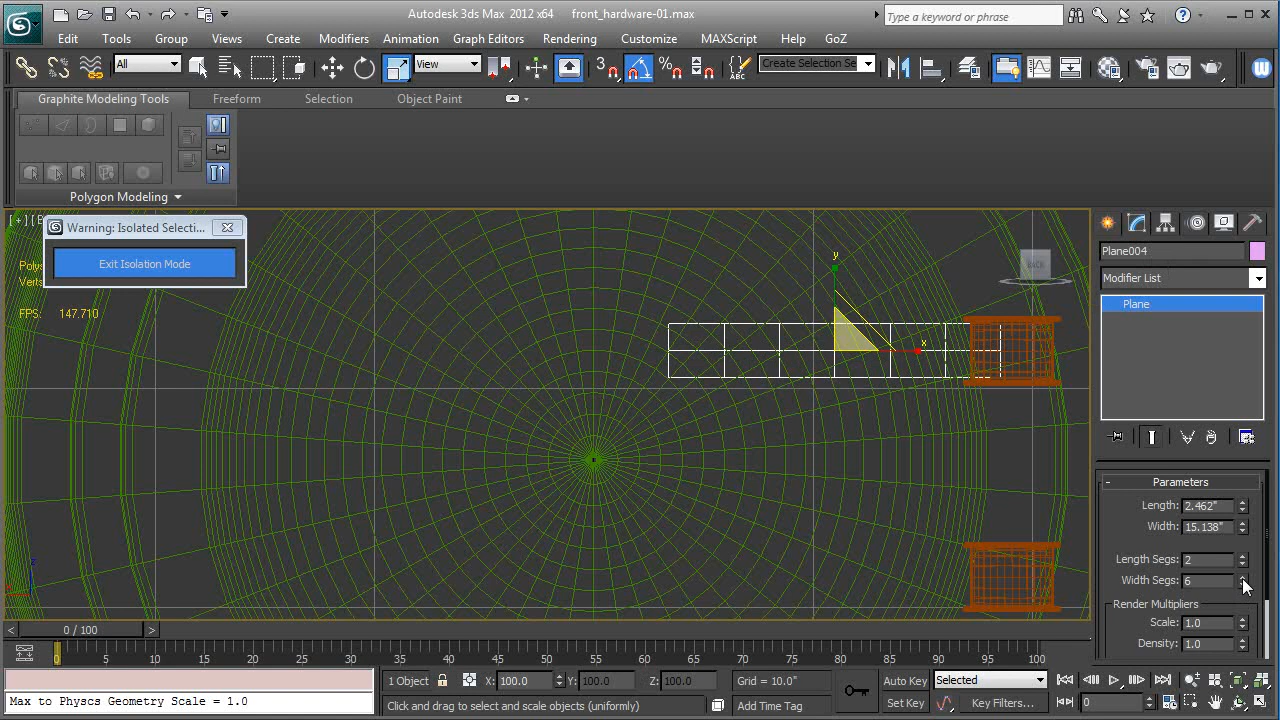 Autodesk 3ds Max 2012 x64 front_hardware-01.max
Type a keyword or phrase
Edit Tools Group Views Create Modifiers Animation Graph Editors Rendering Customize MAXScript Help GoZ
All View 3 Create Selection Se
Graphite Modeling Tools Freeform Selection Object Paint
Polygon Modeling
[ + ] [
Warning: Isolated Selecti...
Exit Isolation Mode
Polys
Verts
FPS: 147.710
y
x
BACK
z
Plane004
Modifier List
Plane
- Parameters
Length: 2.462"
Width: 15.138"
Length Segs: 2
Width Segs: 6
Render Multipliers
Scale: 1.0
Density: 1.0
< 0 / 100 >
0 5 10 15 20 25 30 35 40 45 50 55 60 65 70 75 80 85 90 95 100
1 Object X: 100.0 Y: 100.0 Z: 100.0 Grid = 10.0" Auto Key Selected
Max to Physcs Geometry Scale = 1.0
Click and drag to select and scale objects (uniformly) Add Time Tag Set Key Key Filters... 0